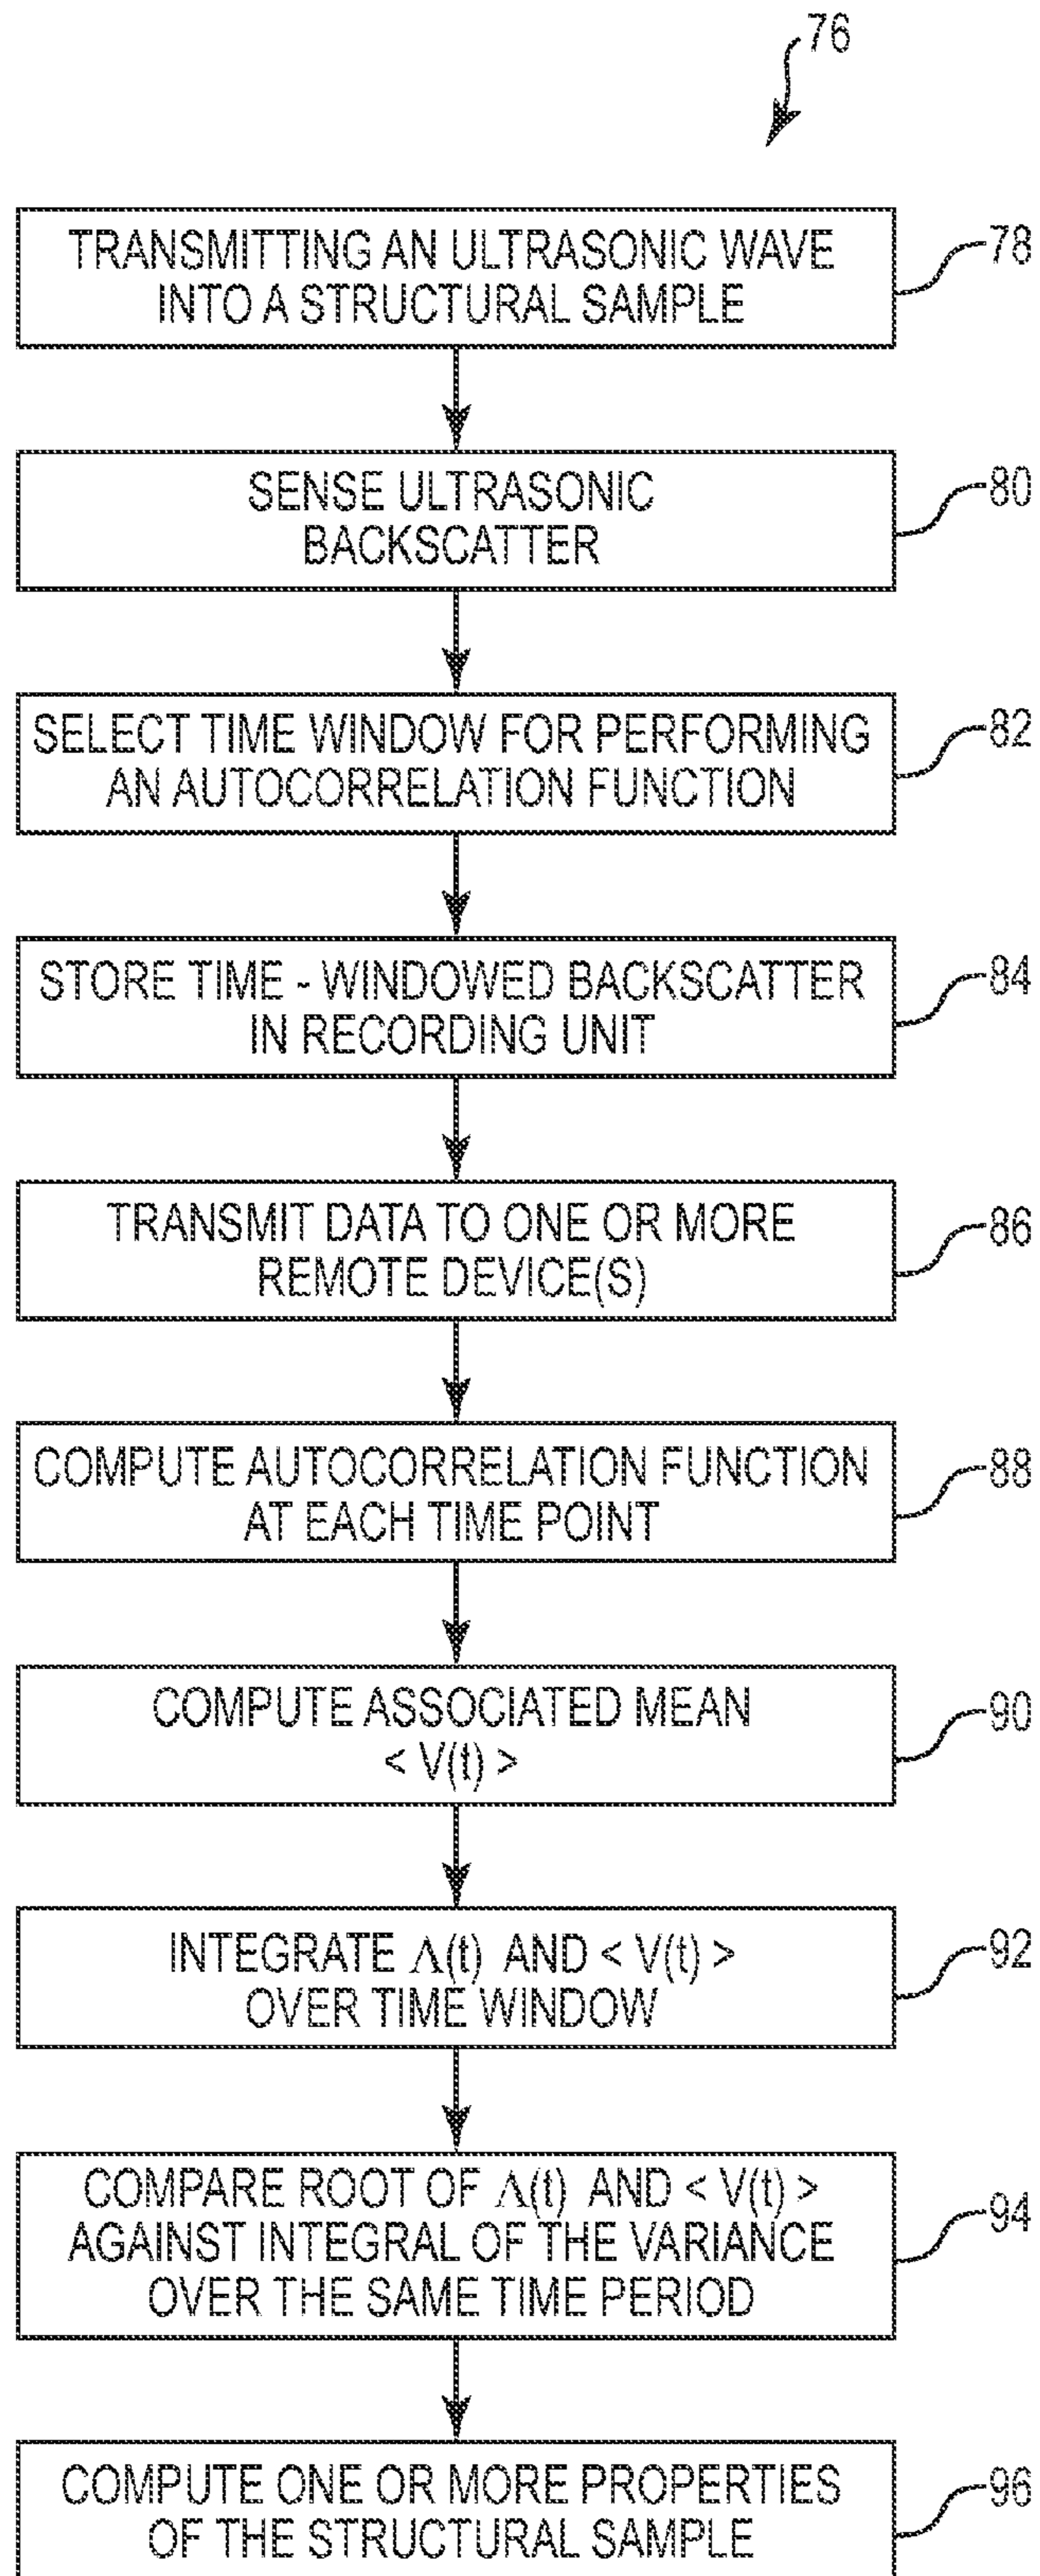 76
TRANSMITTING AN ULTRASONIC WAVE
INTO A STRUCTURAL SAMPLE
78
SENSE ULTRASONIC
BACKSCATTER
80
SELECT TIME WINDOW FOR PERFORMING
AN AUTOCORRELATION FUNCTION
82
STORE TIME - WINDOWED BACKSCATTER
IN RECORDING UNIT
84
TRANSMIT DATA TO ONE OR MORE
REMOTE DEVICE(S)
86
COMPUTE AUTOCORRELATION FUNCTION
AT EACH TIME POINT
88
COMPUTE ASSOCIATED MEAN
< V(t) >
90
INTEGRATE Λ(t) AND < V(t) >
OVER TIME WINDOW
92
COMPARE ROOT OF Λ(t) AND < V(t) >
AGAINST INTEGRAL OF THE VARIANCE
OVER THE SAME TIME PERIOD
94
COMPUTE ONE OR MORE PROPERTIES
OF THE STRUCTURAL SAMPLE
96